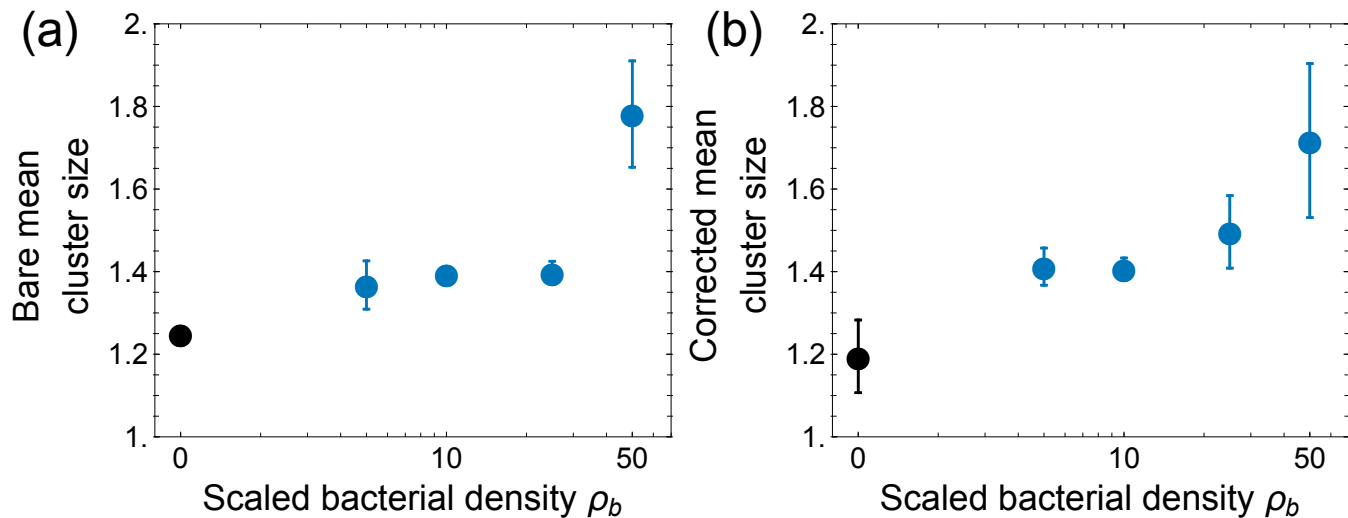 (a)
Bare mean
cluster size
2.
1.8
1.6
1.4
1.2
1.
0
10
50
Scaled bacterial density ρb
(b)
Corrected mean
cluster size
2.
1.8
1.6
1.4
1.2
1.
0
10
50
Scaled bacterial density ρb